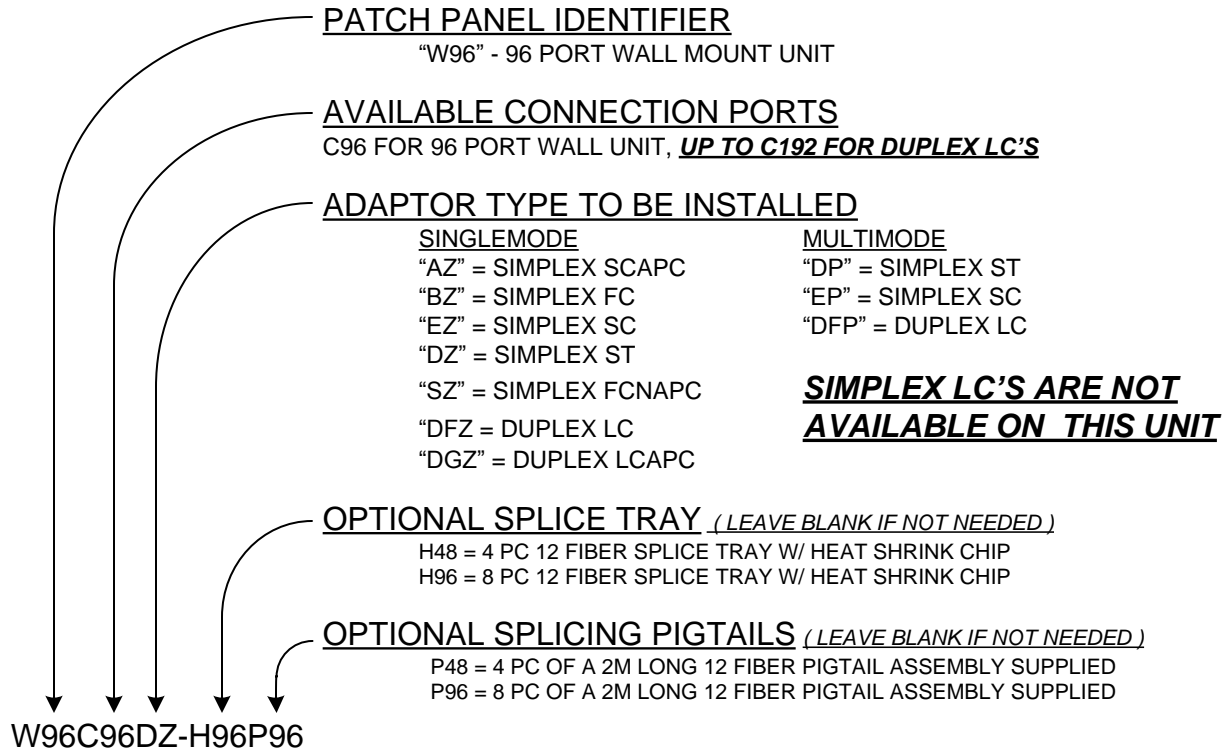 PATCH PANEL IDENTIFIER
“W96” - 96 PORT WALL MOUNT UNIT
AVAILABLE CONNECTION PORTS
C96 FOR 96 PORT WALL UNIT, UP TO C192 FOR DUPLEX LC’S
ADAPTOR TYPE TO BE INSTALLED
SINGLEMODE
“AZ” = SIMPLEX SCAPC
“BZ” = SIMPLEX FC
“EZ” = SIMPLEX SC
“DZ” = SIMPLEX ST
“SZ” = SIMPLEX FCNAPC
“DFZ = DUPLEX LC
“DGZ” = DUPLEX LCAPC
MULTIMODE
“DP” = SIMPLEX ST
“EP” = SIMPLEX SC
“DFP” = DUPLEX LC
SIMPLEX LC’S ARE NOT
AVAILABLE ON THIS UNIT
OPTIONAL SPLICE TRAY ( LEAVE BLANK IF NOT NEEDED )
H48 = 4 PC 12 FIBER SPLICE TRAY W/ HEAT SHRINK CHIP
H96 = 8 PC 12 FIBER SPLICE TRAY W/ HEAT SHRINK CHIP
OPTIONAL SPLICING PIGTAILS ( LEAVE BLANK IF NOT NEEDED )
P48 = 4 PC OF A 2M LONG 12 FIBER PIGTAIL ASSEMBLY SUPPLIED
P96 = 8 PC OF A 2M LONG 12 FIBER PIGTAIL ASSEMBLY SUPPLIED
W96C96DZ-H96P96